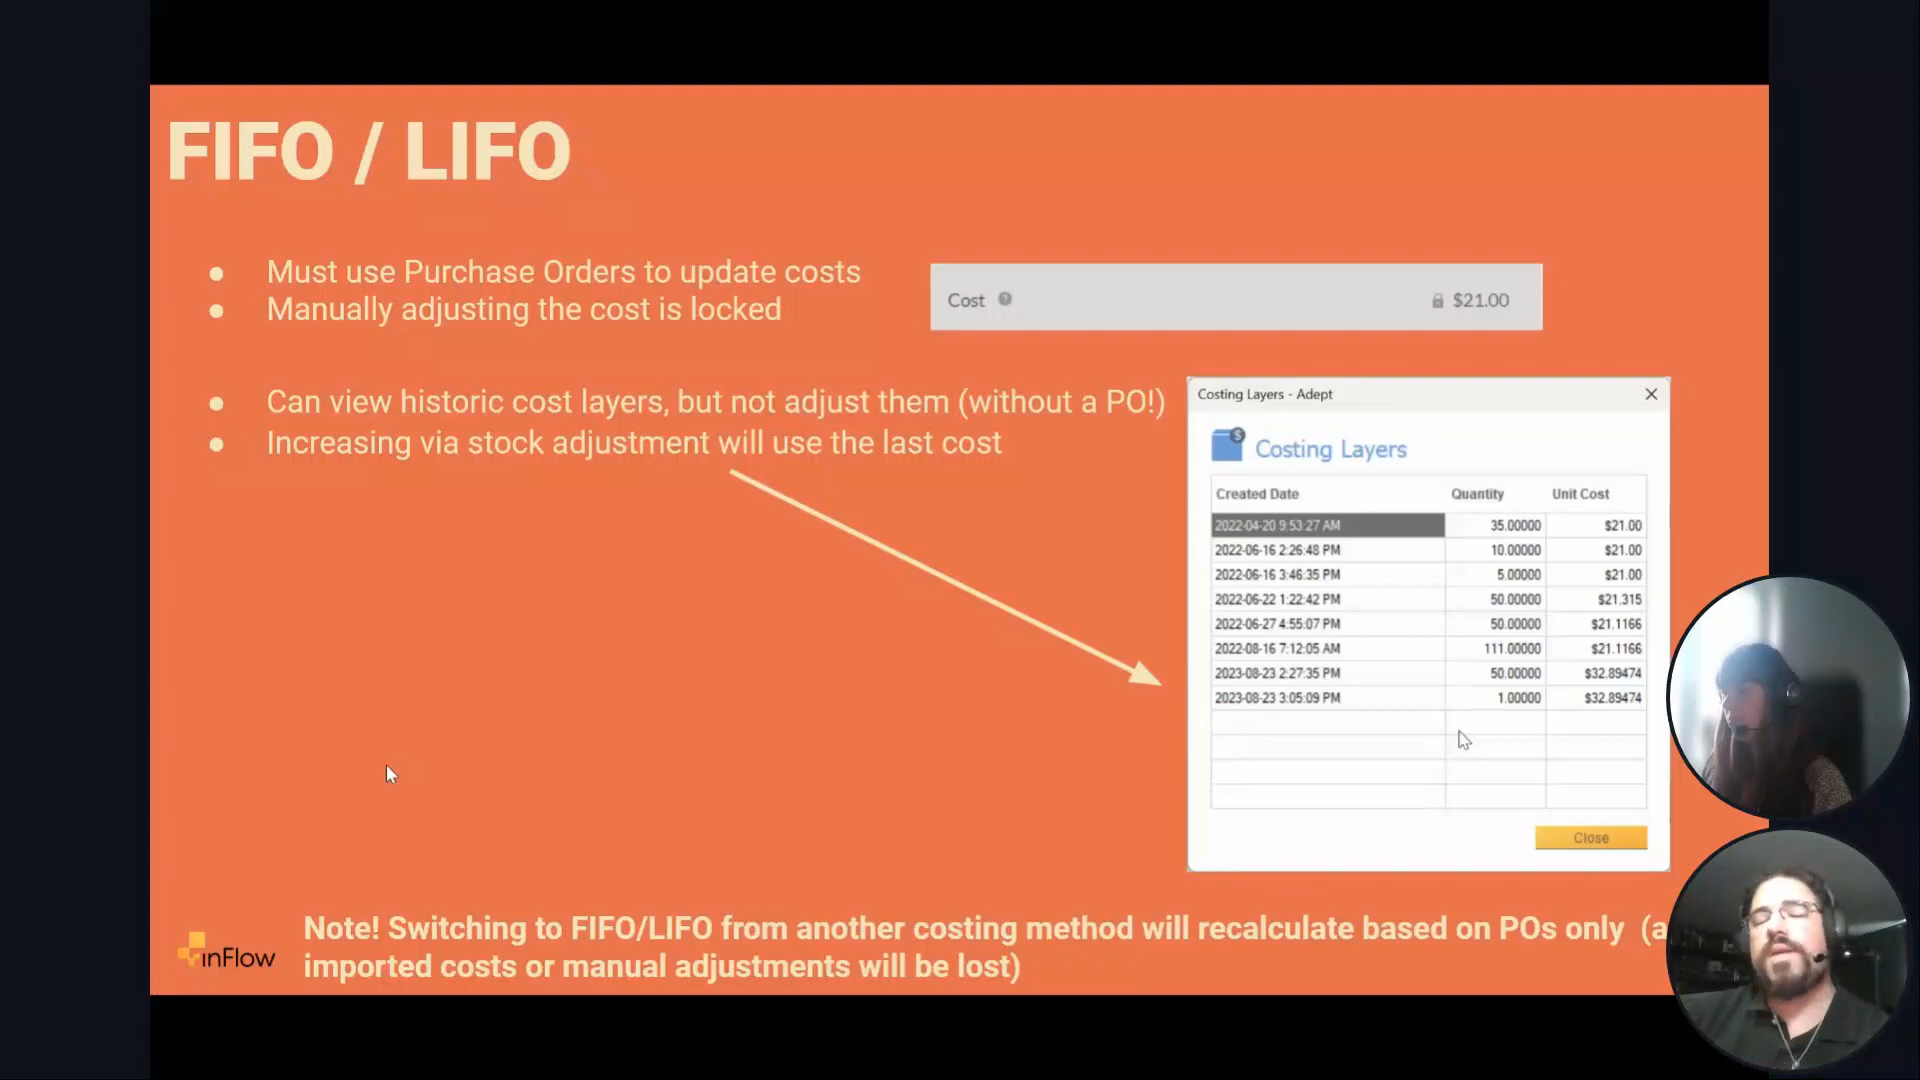 FIFO / LIFO
Must use Purchase Orders to update costs
Manually adjusting the cost is locked
Cost $21.00
Can view historic cost layers, but not adjust them (without a PO!)
Increasing via stock adjustment will use the last cost
Costing Layers - Adept
Costing Layers
Created Date Quantity Unit Cost
2022-04-20 9:53:27 AM 35.00000 $21.00
2022-06-16 2:26:48 PM 10.00000 $21.00
2022-06-16 3:46:35 PM 5.00000 $21.00
2022-06-22 1:22:42 PM 50.00000 $21.315
2022-06-27 4:55:07 PM 50.00000 $21.1166
2022-08-16 7:12:05 AM 111.00000 $21.1166
2023-08-23 2:27:35 PM 50.00000 $32.89474
2023-08-23 3:05:09 PM 1.00000 $32.89474
Close
Note! Switching to FIFO/LIFO from another costing method will recalculate based on POs only (a
imported costs or manual adjustments will be lost)
inFlow